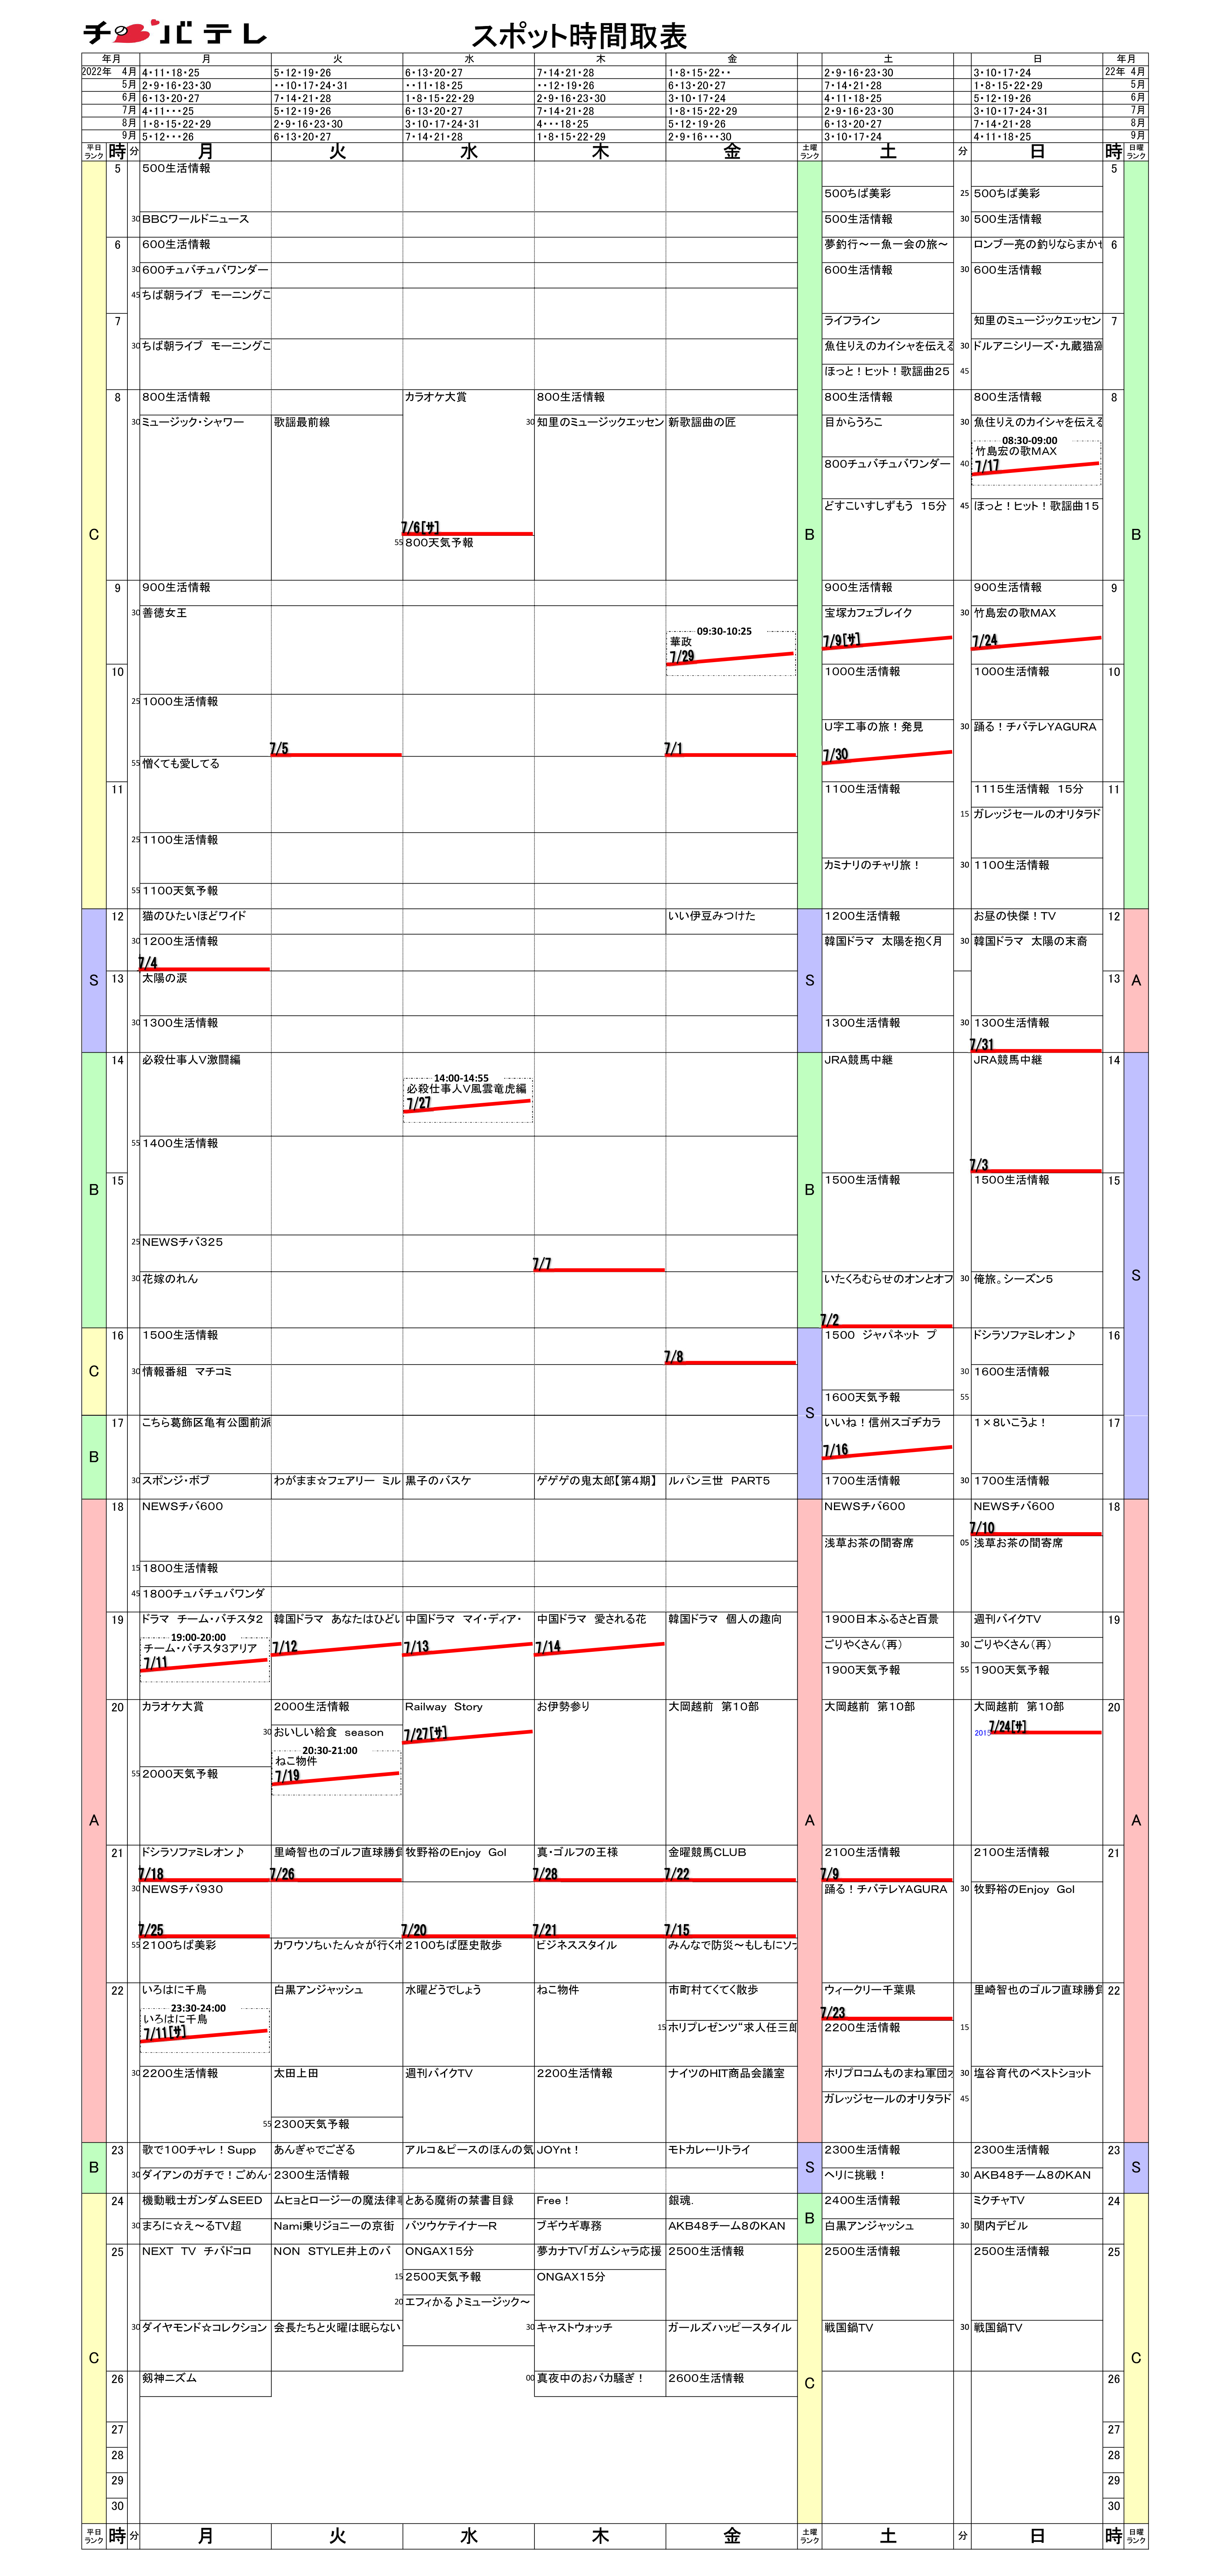 チのバテレ
スポット時間取表
年月 月 火 水 木 金 土 日 年月
2022年 4月 4・11・18・25 5・12・19・26 6・13・20・27 7・14・21・28 1・8・15・22・・ 2・9・16・23・30 3・10・17・24 22年 4月
5月 2・9・16・23・30 ・・10・17・24・31 ・・11・18・25 ・・12・19・26 6・13・20・27 7・14・21・28 1・8・15・22・29 5月
6月 6・13・20・27 7・14・21・28 1・8・15・22・29 2・9・16・23・30 3・10・17・24 4・11・18・25 5・12・19・26 6月
7月 4・11・・・25 5・12・19・26 6・13・20・27 7・14・21・28 1・8・15・22・29 2・9・16・23・30 3・10・17・24・31 7月
8月 1・8・15・22・29 2・9・16・23・30 3・10・17・24・31 4・・・18・25 5・12・19・26 6・13・20・27 7・14・21・28 8月
9月 5・12・・・26 6・13・20・27 7・14・21・28 1・8・15・22・29 2・9・16・・・30 3・10・17・24 4・11・18・25 9月
平日ランク 時 分 月 火 水 木 金 土曜ランク 土 分 日 時 日曜ランク
5 500生活情報 5
500ちば美彩 25 500ちば美彩
30 BBCワールドニュース 500生活情報 30 500生活情報
6 600生活情報 夢釣行～一魚一会の旅～ ロンブー亮の釣りならまかせ 6
30 600チュバチュバワンダー 600生活情報 30 600生活情報
45 ちば朝ライブ モーニングこ
7 ライフライン 知里のミュージックエッセン 7
30 ちば朝ライブ モーニングこ 魚住りえのカイシャを伝える 30 ドルアニシリーズ・九蔵猫窩
ほっと！ヒット！歌謡曲25 45
8 800生活情報 カラオケ大賞 800生活情報 800生活情報 800生活情報 8
30 ミュージック・シャワー 歌謡最前線 30 知里のミュージックエッセン 新歌謡曲の匠 目からうろこ 30 魚住りえのカイシャを伝える
08:30-09:00
竹島宏の歌MAX
800チュバチュバワンダー 40 7/17
どすこいすしずもう 15分 45 ほっと！ヒット！歌謡曲15
7/6[サ]
C B B
55 800天気予報
9 900生活情報 900生活情報 900生活情報 9
30 善徳女王 宝塚カフェブレイク 30 竹島宏の歌MAX
09:30-10:25
華政 7/9[サ] 7/24
7/29
10 1000生活情報 1000生活情報 10
25 1000生活情報
U字工事の旅！発見 30 踊る！チバテレYAGURA
7/5 7/1 7/30
55 憎くても愛してる
11 1100生活情報 1115生活情報 15分 11
15 ガレッジセールのオリタラド
25 1100生活情報
カミナリのチャリ旅！ 30 1100生活情報
55 1100天気予報
12 猫のひたいほどワイド いい伊豆みつけた 1200生活情報 お昼の快傑！TV 12
30 1200生活情報 韓国ドラマ 太陽を抱く月 30 韓国ドラマ 太陽の末裔
7/4
S 13 太陽の涙 S 13 A
30 1300生活情報 1300生活情報 30 1300生活情報
7/31
14 必殺仕事人V激闘編 JRA競馬中継 JRA競馬中継 14
14:00-14:55
必殺仕事人V風雲竜虎編
7/27
55 1400生活情報
7/3
15 1500生活情報 1500生活情報 15
B B
25 NEWSチバ325
7/7
S
30 花嫁のれん いたくろむらせのオンとオフ 30 俺旅。シーズン5
7/2
16 1500生活情報 1500 ジャパネット プ ドシラソファミレオン♪ 16
7/8
C 30 情報番組 マチコミ 30 1600生活情報
1600天気予報 55
S
17 こちら葛飾区亀有公園前派 いいね！信州スゴヂカラ 1×8いこうよ！ 17
7/16
B
30 スポンジ・ボブ わがまま☆フェアリー ミル 黒子のバスケ ゲゲゲの鬼太郎【第4期】 ルパン三世 PART5 1700生活情報 30 1700生活情報
18 NEWSチバ600 NEWSチバ600 NEWSチバ600 18
7/10
浅草お茶の間寄席 05 浅草お茶の間寄席
15 1800生活情報
45 1800チュバチュバワンダ
19 ドラマ チーム・バチスタ2 韓国ドラマ あなたはひどい 中国ドラマ マイ・ディア・ 中国ドラマ 愛される花 韓国ドラマ 個人の趣向 1900日本ふるさと百景 週刊バイクTV 19
19:00-20:00
チーム・バチスタ3アリア 7/12 7/13 7/14 ごりやくさん（再） 30 ごりやくさん（再）
7/11
1900天気予報 55 1900天気予報
20 カラオケ大賞 2000生活情報 Railway Story お伊勢参り 大岡越前 第10部 大岡越前 第10部 大岡越前 第10部 20
30 おいしい給食 season 7/27[サ] 2015 7/24[サ]
20:30-21:00
ねこ物件
7/19
55 2000天気予報
A A A
21 ドシラソファミレオン♪ 里崎智也のゴルフ直球勝負 牧野裕のEnjoy Gol 真・ゴルフの王様 金曜競馬CLUB 2100生活情報 2100生活情報 21
7/18 7/26 7/28 7/22 7/9
30 NEWSチバ930 踊る！チバテレYAGURA 30 牧野裕のEnjoy Gol
7/25 7/20 7/21 7/15
55 2100ちば美彩 カワウソちぃたん☆が行くボ 2100ちば歴史散歩 ビジネススタイル みんなで防災～もしもにソナ
22 いろはに千鳥 白黒アンジャッシュ 水曜どうでしょう ねこ物件 市町村てくてく散歩 ウィークリー千葉県 里崎智也のゴルフ直球勝負 22
23:30-24:00
いろはに千鳥 7/23
7/11[サ] 15 ホリプレゼンツ“求人任三郎 2200生活情報 15
30 2200生活情報 太田上田 週刊バイクTV 2200生活情報 ナイツのHIT商品会議室 ホリプロコムものまね軍団オ 30 塩谷育代のベストショット
ガレッジセールのオリタラド 45
55 2300天気予報
23 歌で100チャレ！Supp あんぎゃでござる アルコ＆ピースのほんの気 JOYnt！ モトカレ←リトライ 2300生活情報 2300生活情報 23
B S S
30 ダイアンのガチで！ごめん・ 2300生活情報 ヘリに挑戦！ 30 AKB48チーム8のKAN
24 機動戦士ガンダムSEED ムヒョとロージーの魔法律事 とある魔術の禁書目録 Free！ 銀魂. 2400生活情報 ミクチャTV 24
B
30 まろに☆え～るTV超 Nami乗りジョニーの京街 バツウケテイナーR ブギウギ専務 AKB48チーム8のKAN 白黒アンジャッシュ 30 関内デビル
25 NEXT TV チバドコロ NON STYLE井上のバ ONGAX15分 夢カナTV「ガムシャラ応援 2500生活情報 2500生活情報 2500生活情報 25
15 2500天気予報 ONGAX15分
20 エフィかる♪ミュージック～
30 ダイヤモンド☆コレクション 会長たちと火曜は眠らない 30 キャストウォッチ ガールズハッピースタイル 戦国鍋TV 30 戦国鍋TV
C C
26 剱神ニズム 00 真夜中のおバカ騒ぎ！ 2600生活情報 C 26
27 27
28 28
29 29
30 30
平日ランク 時 分 月 火 水 木 金 土曜ランク 土 分 日 時 日曜ランク